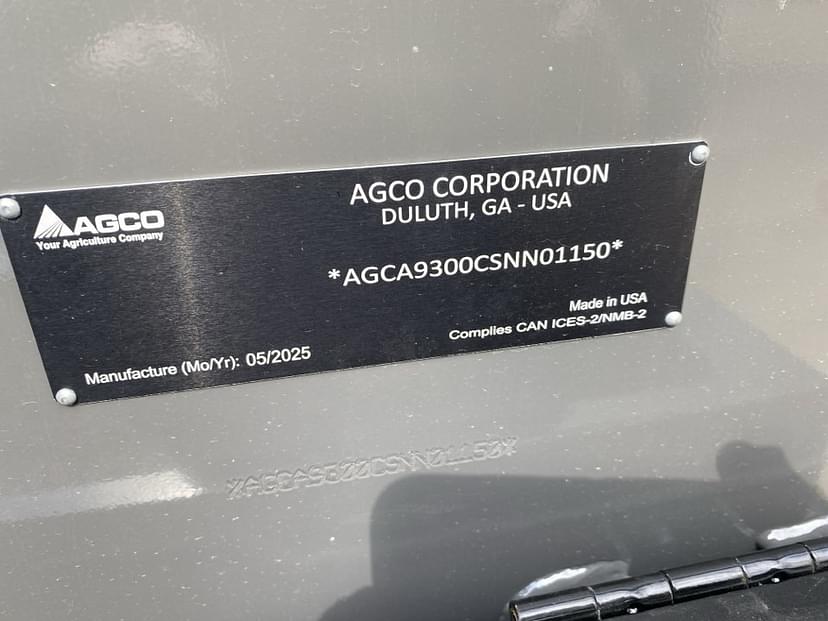 AGCO
Your Agriculture Company
AGCO CORPORATION
DULUTH, GA - USA
*AGCA9300CSNN01150*
Made in USA
Complies CAN ICES-2/NMB-2
Manufacture (Mo/Yr): 05/2025
*AGCA9300CSNN01150*